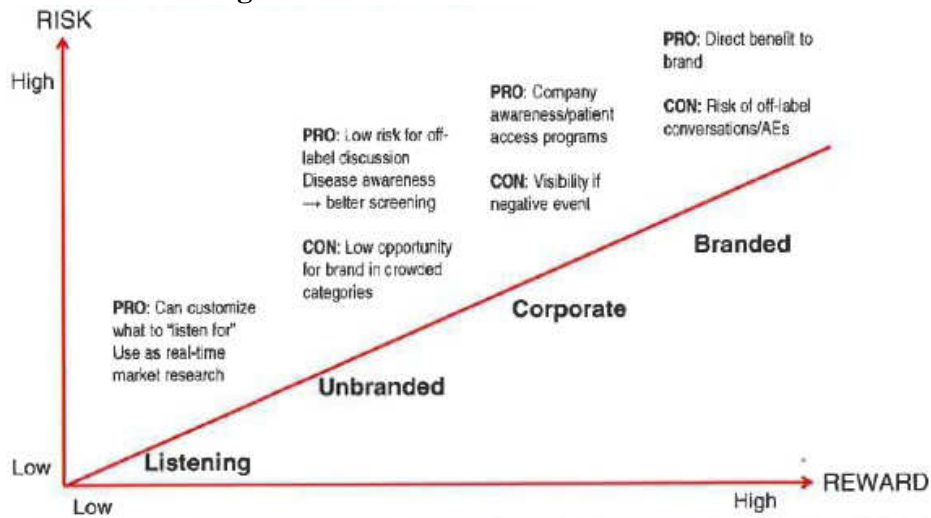 RISK
High
PRO: Direct benefit to
brand
CON: Risk of off-label
conversations/AEs
PRO: Company
awareness/patient
access programs
CON: Visibility if
negative event
PRO: Low risk for off-
label discussion
Disease awareness
→ better screening
CON: Low opportunity
for brand in crowded
categories
PRO: Can customize
what to "listen for"
Use as real-time
market research
Branded
Corporate
Unbranded
Listening
Low
Low
High
REWARD